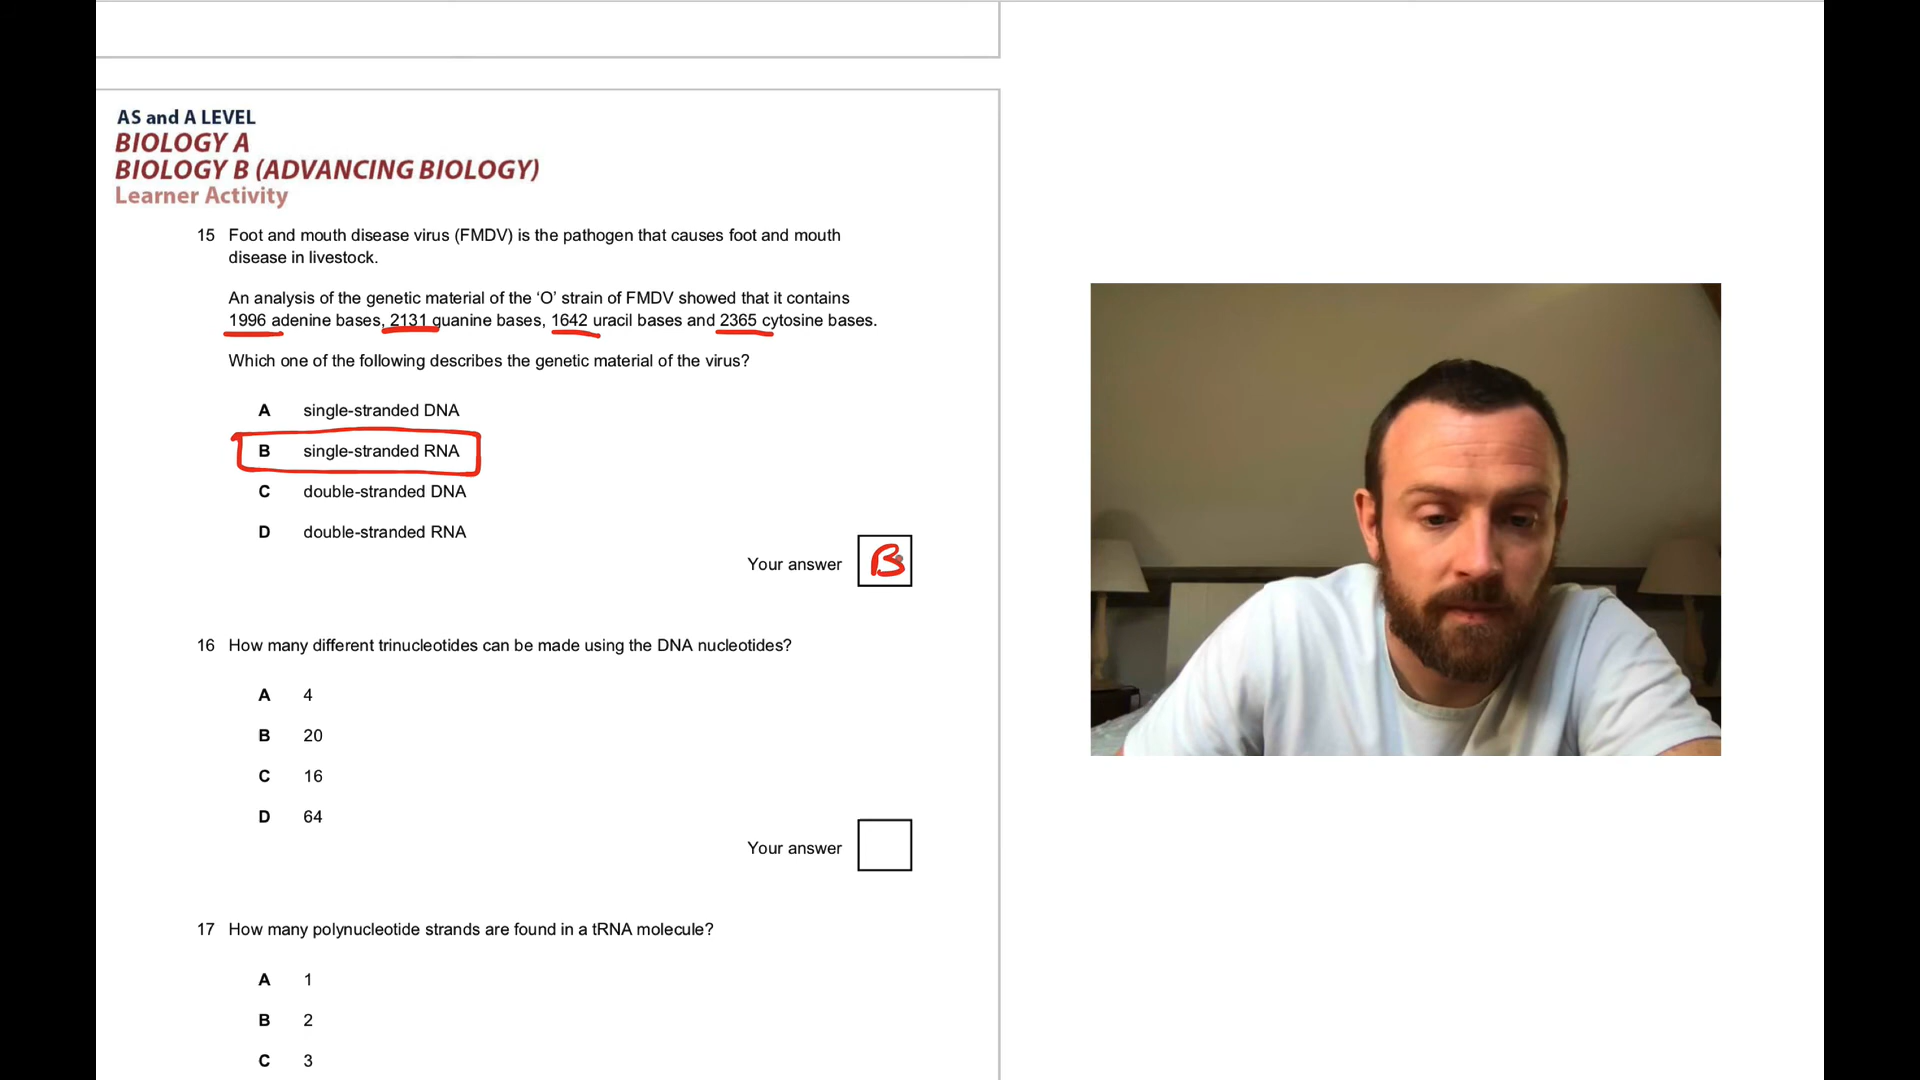 AS and A LEVEL
BIOLOGY A
BIOLOGY B (ADVANCING BIOLOGY)
Learner Activity
15 Foot and mouth disease virus (FMDV) is the pathogen that causes foot and mouth
disease in livestock.
An analysis of the genetic material of the ‘O’ strain of FMDV showed that it contains
1996 adenine bases, 2131 guanine bases, 1642 uracil bases and 2365 cytosine bases.
Which one of the following describes the genetic material of the virus?
A single-stranded DNA
B single-stranded RNA
C double-stranded DNA
D double-stranded RNA
Your answer B
16 How many different trinucleotides can be made using the DNA nucleotides?
A 4
B 20
C 16
D 64
Your answer
17 How many polynucleotide strands are found in a tRNA molecule?
A 1
B 2
C 3